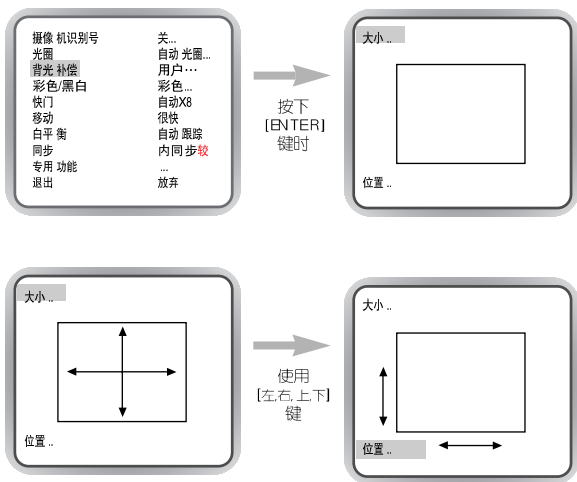 摄像 机识别号 关...
光圈 自动 光圈...
背光 补偿 用户…
彩色/黑白 彩色...
快门 自动X8
移动 很快
白平 衡 自动 跟踪
同步 内同步较
专用 功能 ...
退出 放弃
按下
[ENTER]
键时
大小 ..
位置 ..
大小 ..
位置 ..
使用
[左,右, 上,下]
键
大小 ..
位置 ..